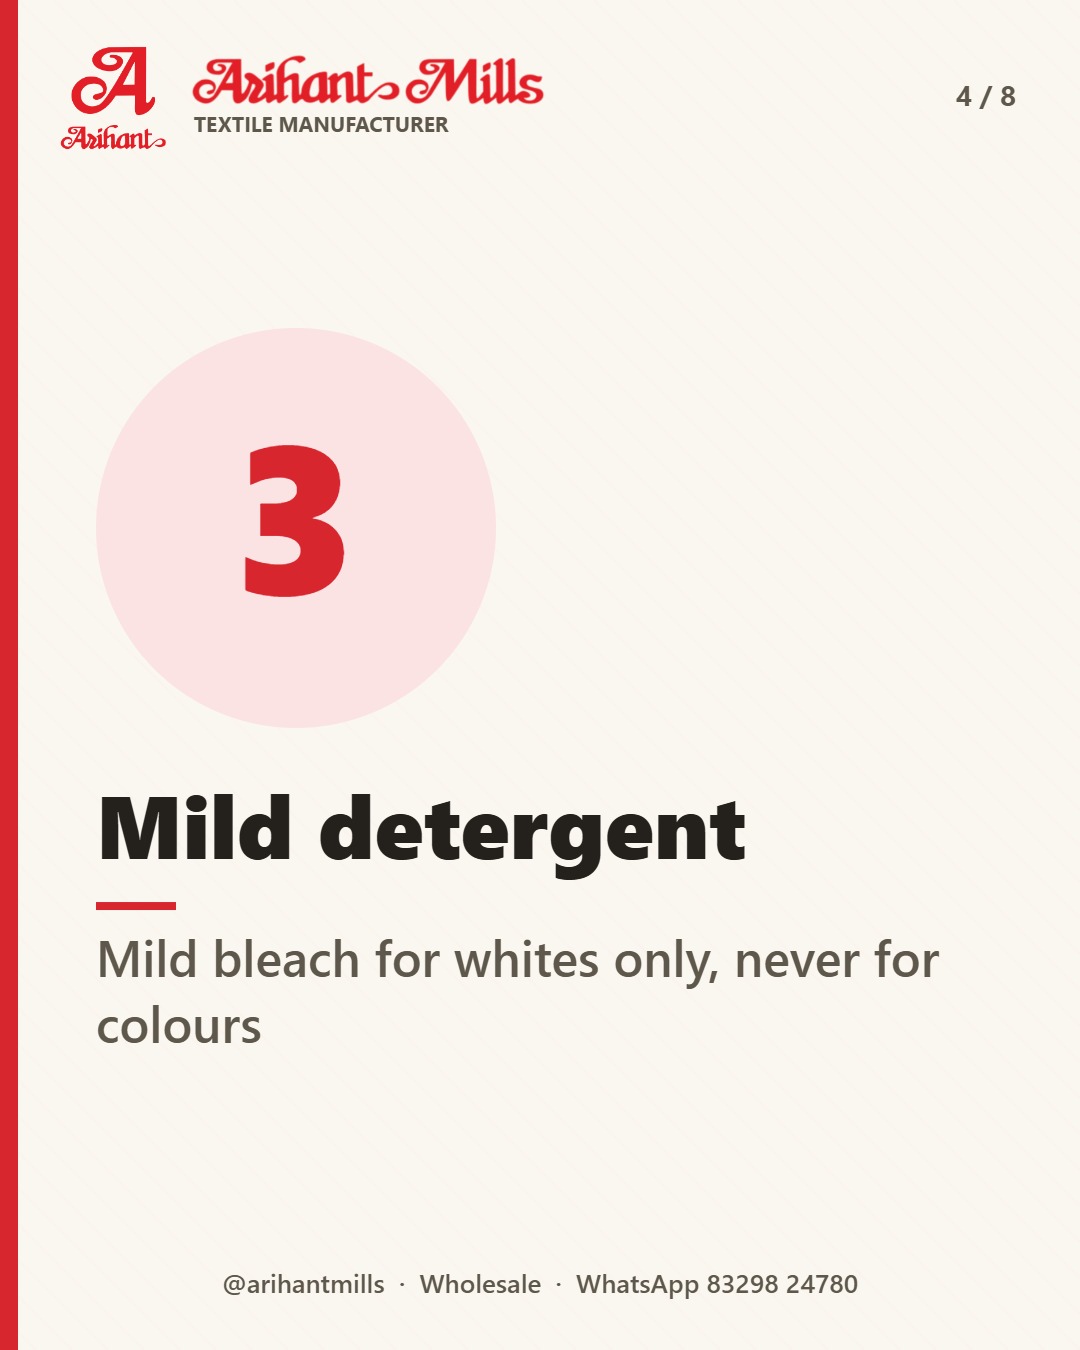 A
Arihant
Arihant Mills
TEXTILE MANUFACTURER
4 / 8
3
Mild detergent
Mild bleach for whites only, never for
colours
@arihantmills · Wholesale · WhatsApp 83298 24780